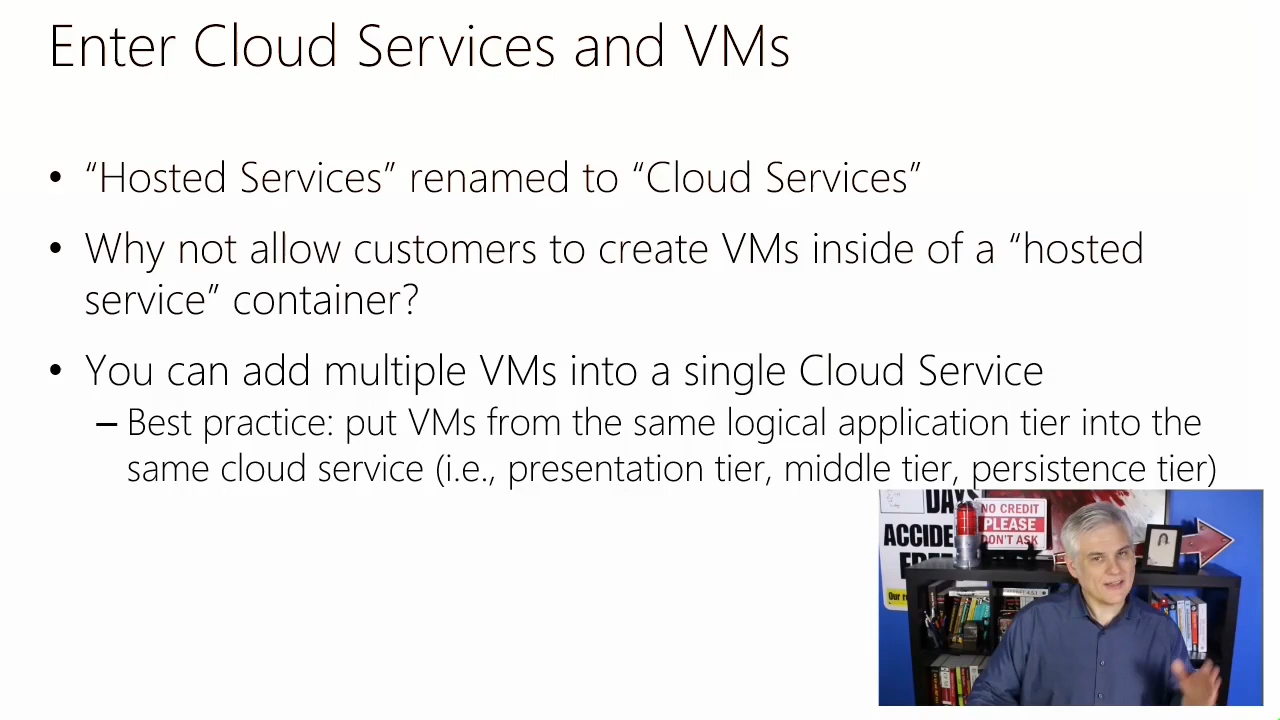 Enter Cloud Services and VMs
• “Hosted Services” renamed to “Cloud Services”
• Why not allow customers to create VMs inside of a “hosted
service” container?
• You can add multiple VMs into a single Cloud Service
– Best practice: put VMs from the same logical application tier into the
same cloud service (i.e., presentation tier, middle tier, persistence tier)
DAYS
ACCIDE
FREE
NO CREDIT
PLEASE
DON'T ASK
Our